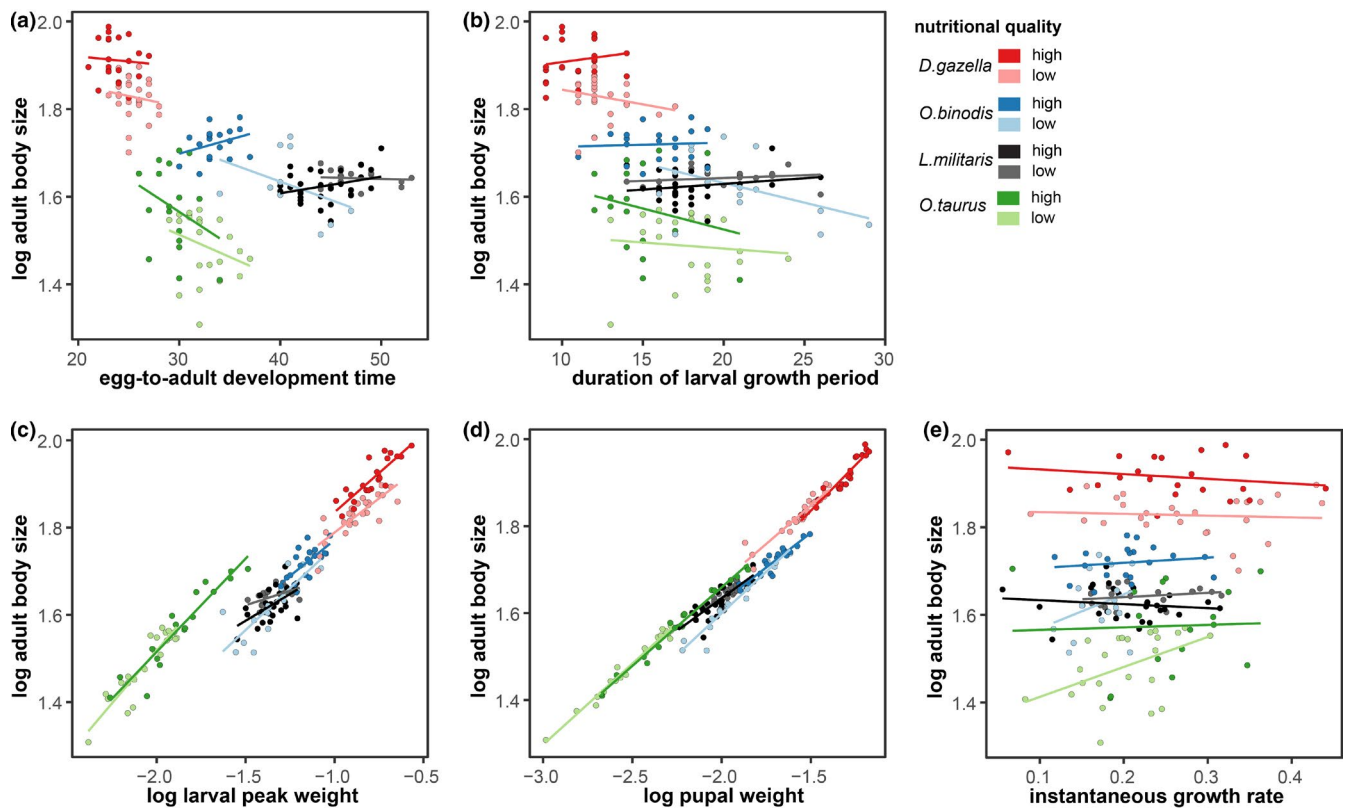 (a)
2.0
1.8
1.6
1.4
log adult body size
20 30 40 50
egg-to-adult development time
(b)
2.0
1.8
1.6
1.4
log adult body size
10 15 20 25 30
duration of larval growth period
nutritional quality
D.gazella high
low
O.binodis high
low
L.militaris high
low
O.taurus high
low
(c)
2.0
1.8
1.6
1.4
log adult body size
−2.0 −1.5 −1.0 −0.5
log larval peak weight
(d)
2.0
1.8
1.6
1.4
log adult body size
−3.0 −2.5 −2.0 −1.5
log pupal weight
(e)
2.0
1.8
1.6
1.4
log adult body size
0.1 0.2 0.3 0.4
instantaneous growth rate